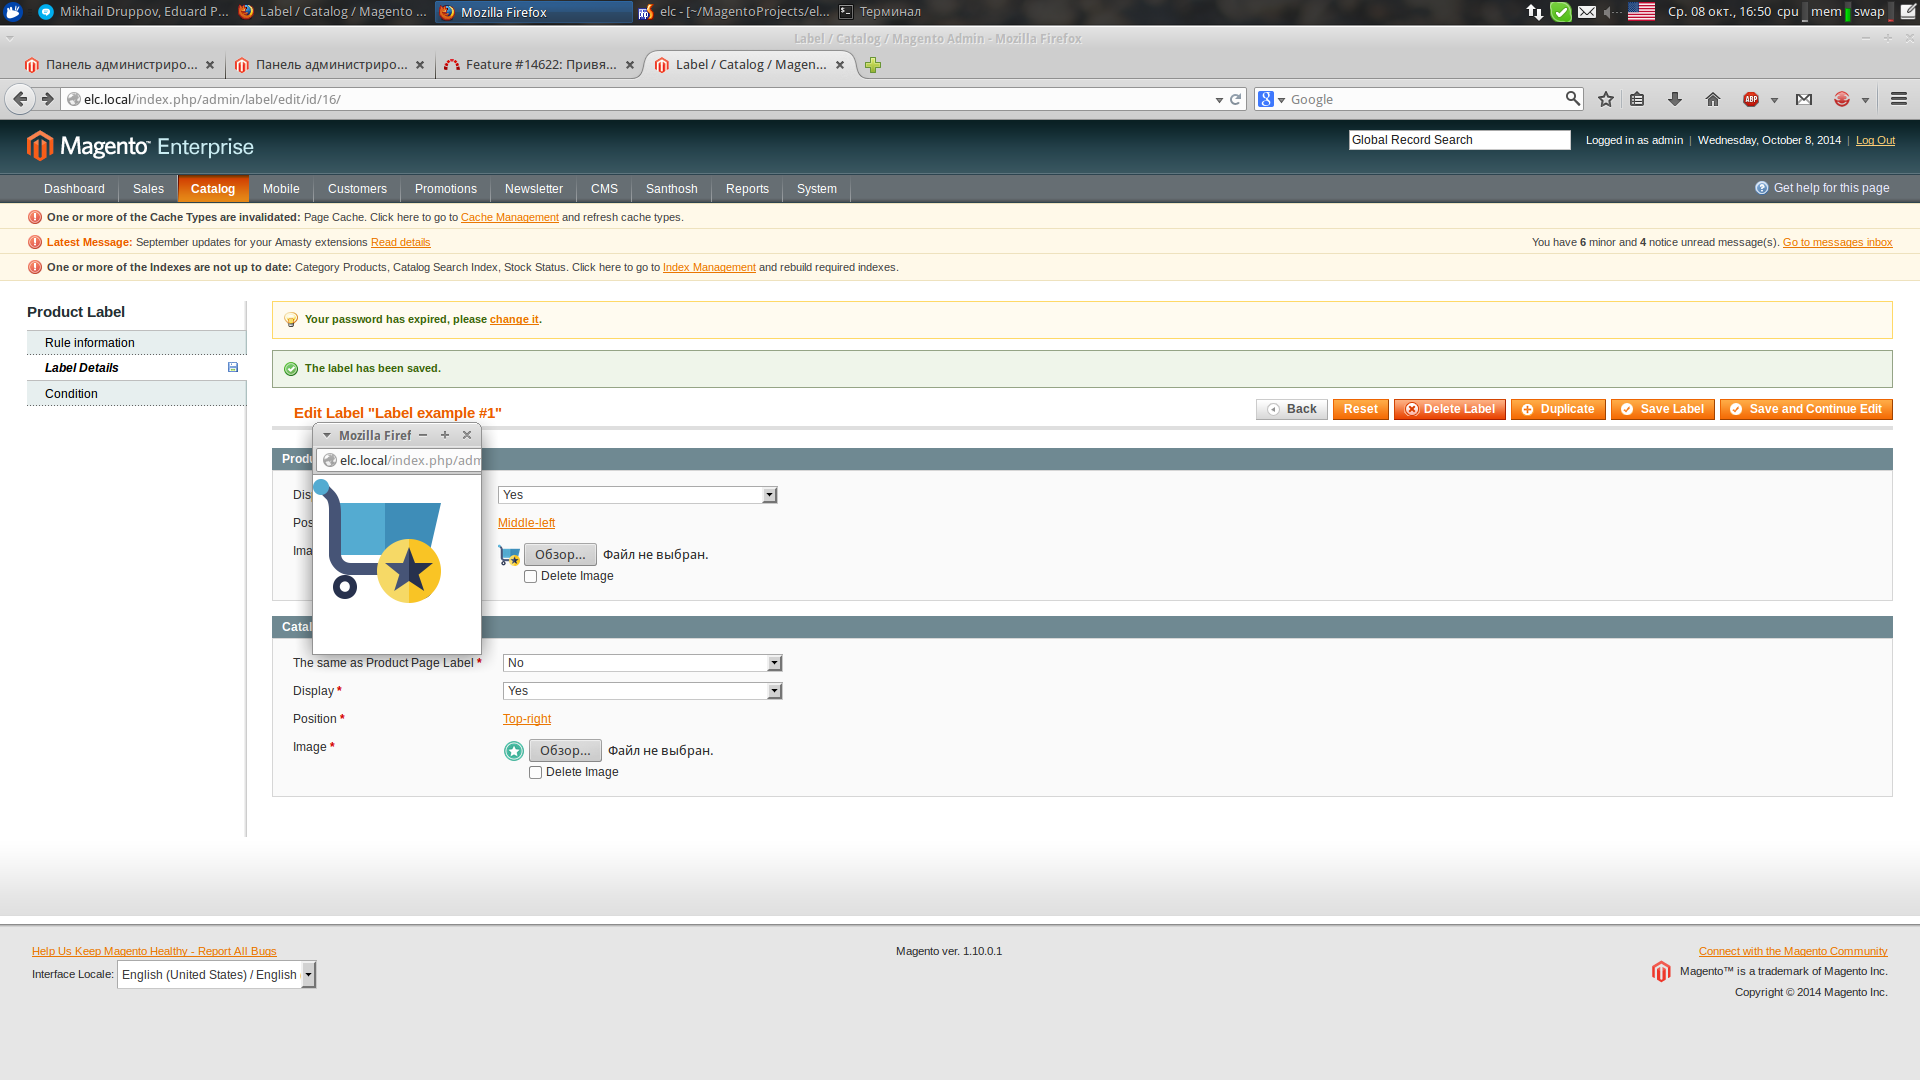 Mikhail Druppov, Eduard P... Label / Catalog / Magento ... Mozilla Firefox elc - [~/MagentoProjects/el... Терминал Ср. 08 окт., 16:50 cpu mem swap
Label / Catalog / Magento Admin - Mozilla Firefox
Панель администриро... Панель администриро... Feature #14622: Привя... Label / Catalog / Magen...
elc.local/index.php/admin/label/edit/id/16/ Google ABP
Magento Enterprise
Global Record Search Logged in as admin | Wednesday, October 8, 2014 | Log Out
Dashboard Sales Catalog Mobile Customers Promotions Newsletter CMS Santhosh Reports System Get help for this page
One or more of the Cache Types are invalidated: Page Cache. Click here to go to Cache Management and refresh cache types.
Latest Message: September updates for your Amasty extensions Read details You have 6 minor and 4 notice unread message(s). Go to messages inbox
One or more of the Indexes are not up to date: Category Products, Catalog Search Index, Stock Status. Click here to go to Index Management and rebuild required indexes.
Product Label
Rule information
Label Details
Condition
Your password has expired, please change it.
The label has been saved.
Edit Label "Label example #1"
Back Reset Delete Label Duplicate Save Label Save and Continue Edit
Mozilla Firef
elc.local/index.php/adm
Produ
Dis Yes
Pos Middle-left
Ima Обзор... Файл не выбран.
Delete Image
Catal
The same as Product Page Label * No
Display * Yes
Position * Top-right
Image * Обзор... Файл не выбран.
Delete Image
Help Us Keep Magento Healthy - Report All Bugs
Interface Locale: English (United States) / English
Magento ver. 1.10.0.1
Connect with the Magento Community
Magento™ is a trademark of Magento Inc.
Copyright © 2014 Magento Inc.